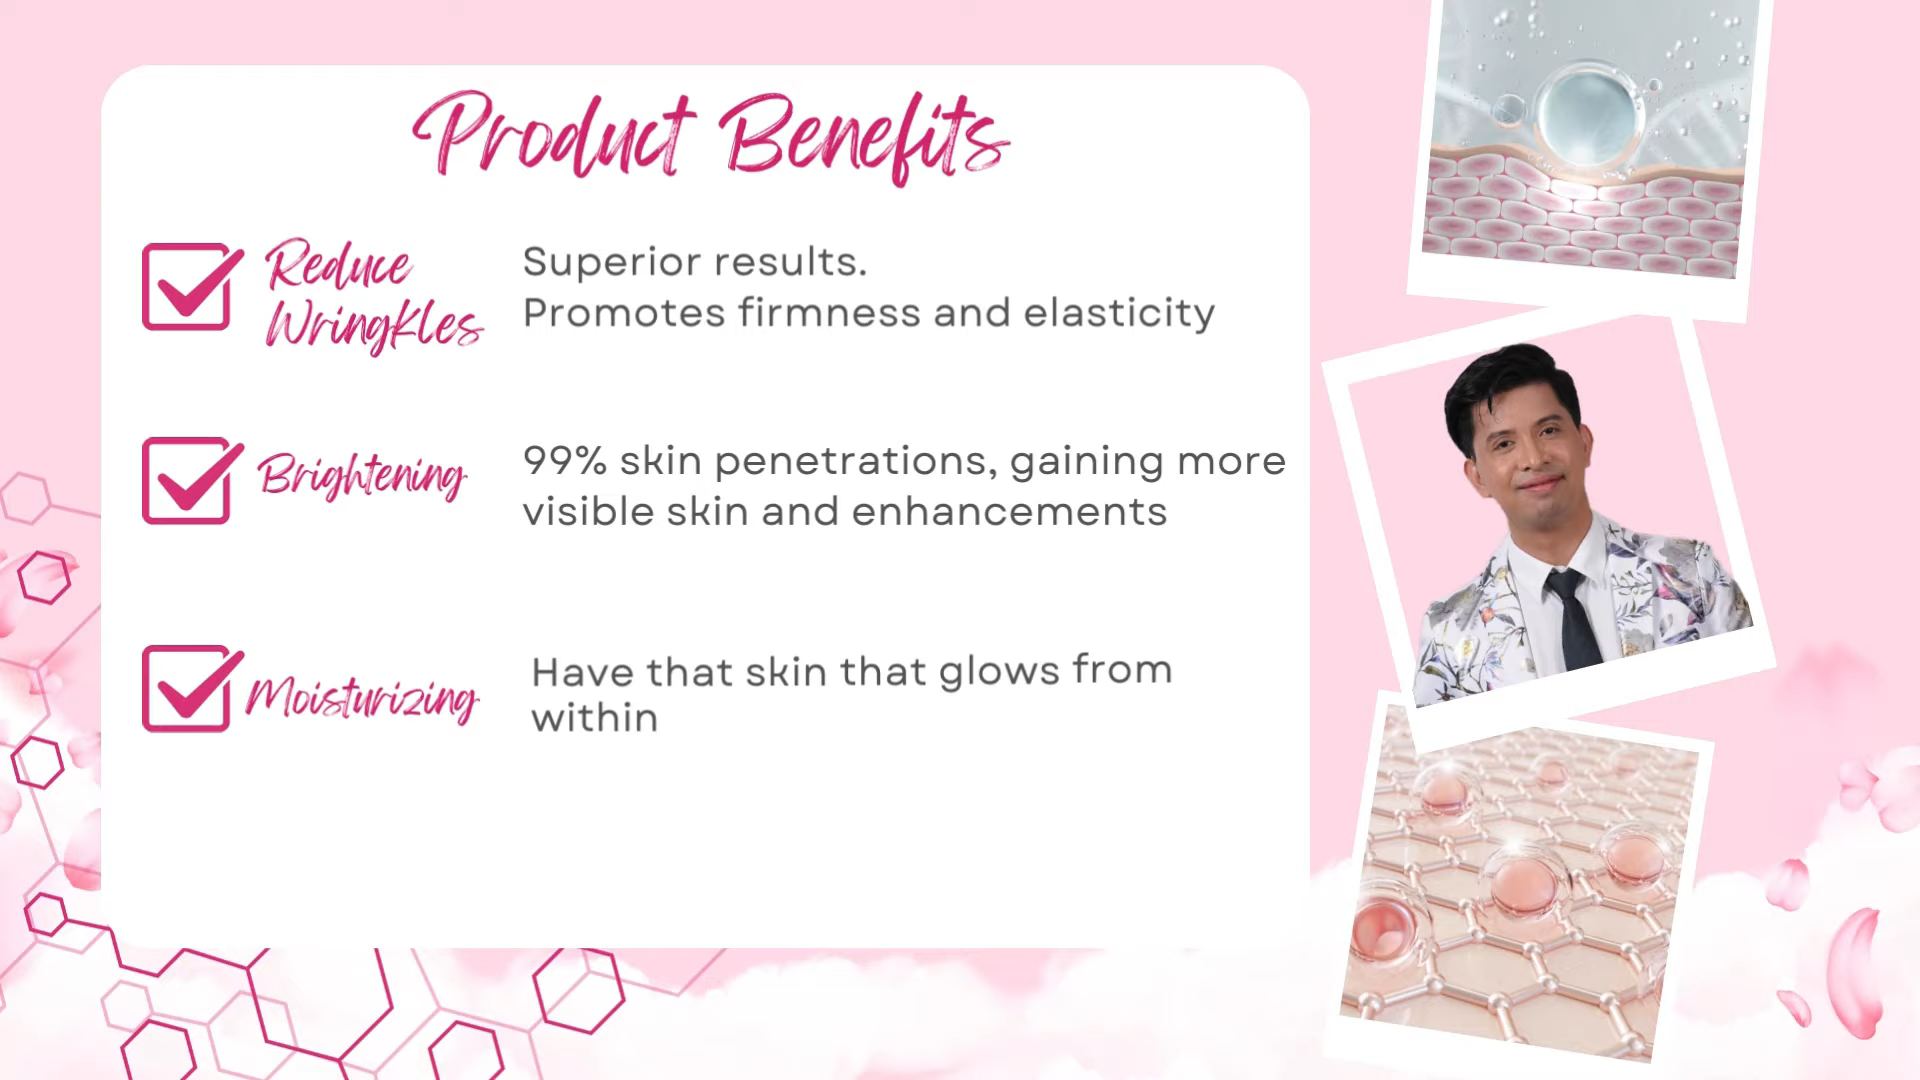 Product Benefits
Reduce
Wringkles
Superior results.
Promotes firmness and elasticity
Brightening
99% skin penetrations, gaining more
visible skin and enhancements
Moisturizing
Have that skin that glows from
within